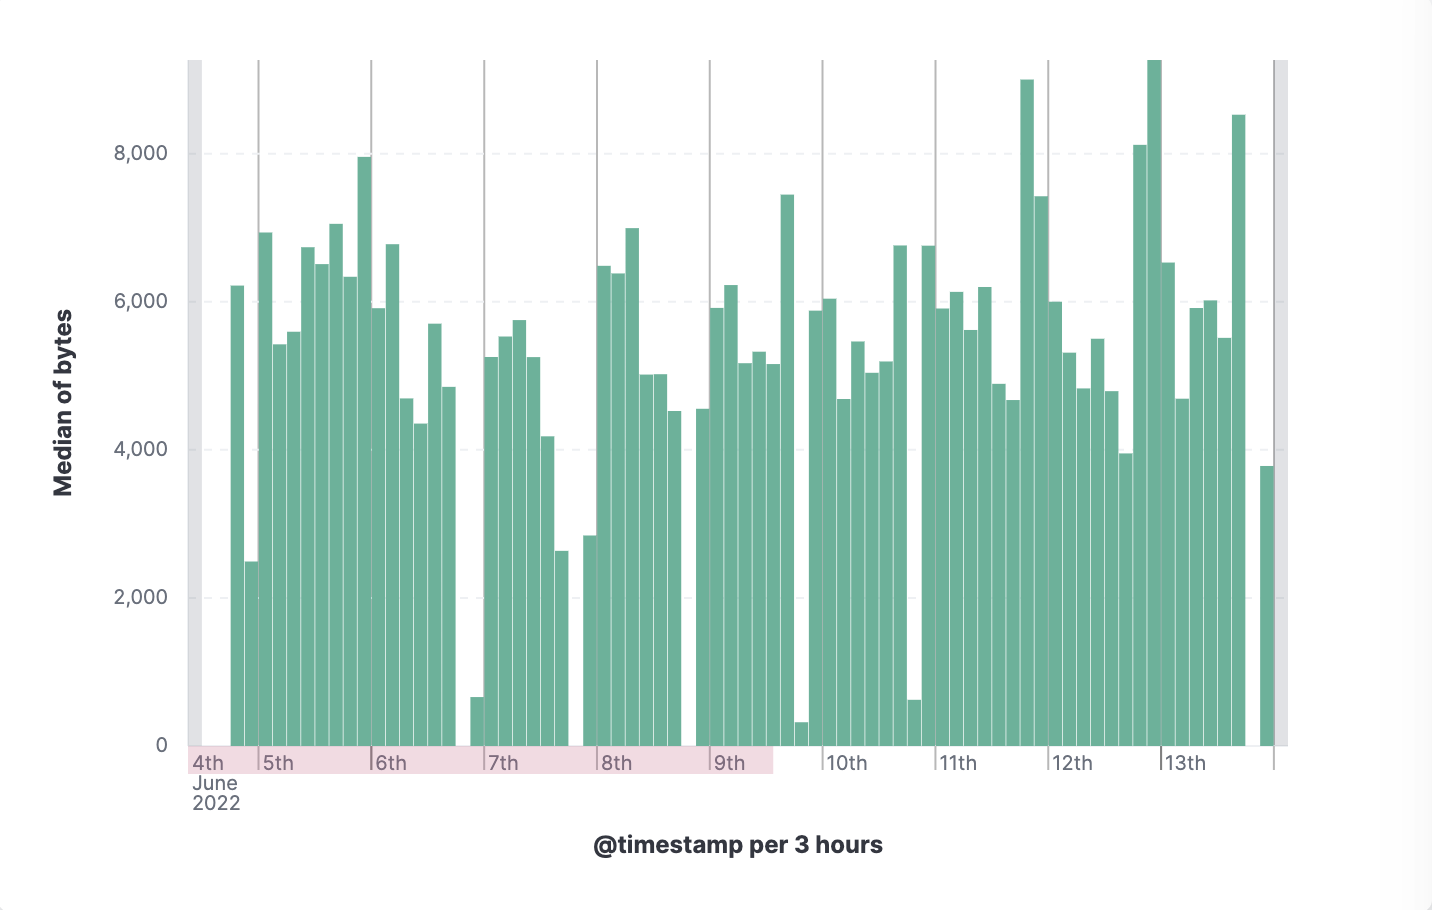 Median of bytes
8,000
6,000
4,000
2,000
0
4th 5th 6th 7th 8th 9th 10th 11th 12th 13th
June
2022
@timestamp per 3 hours